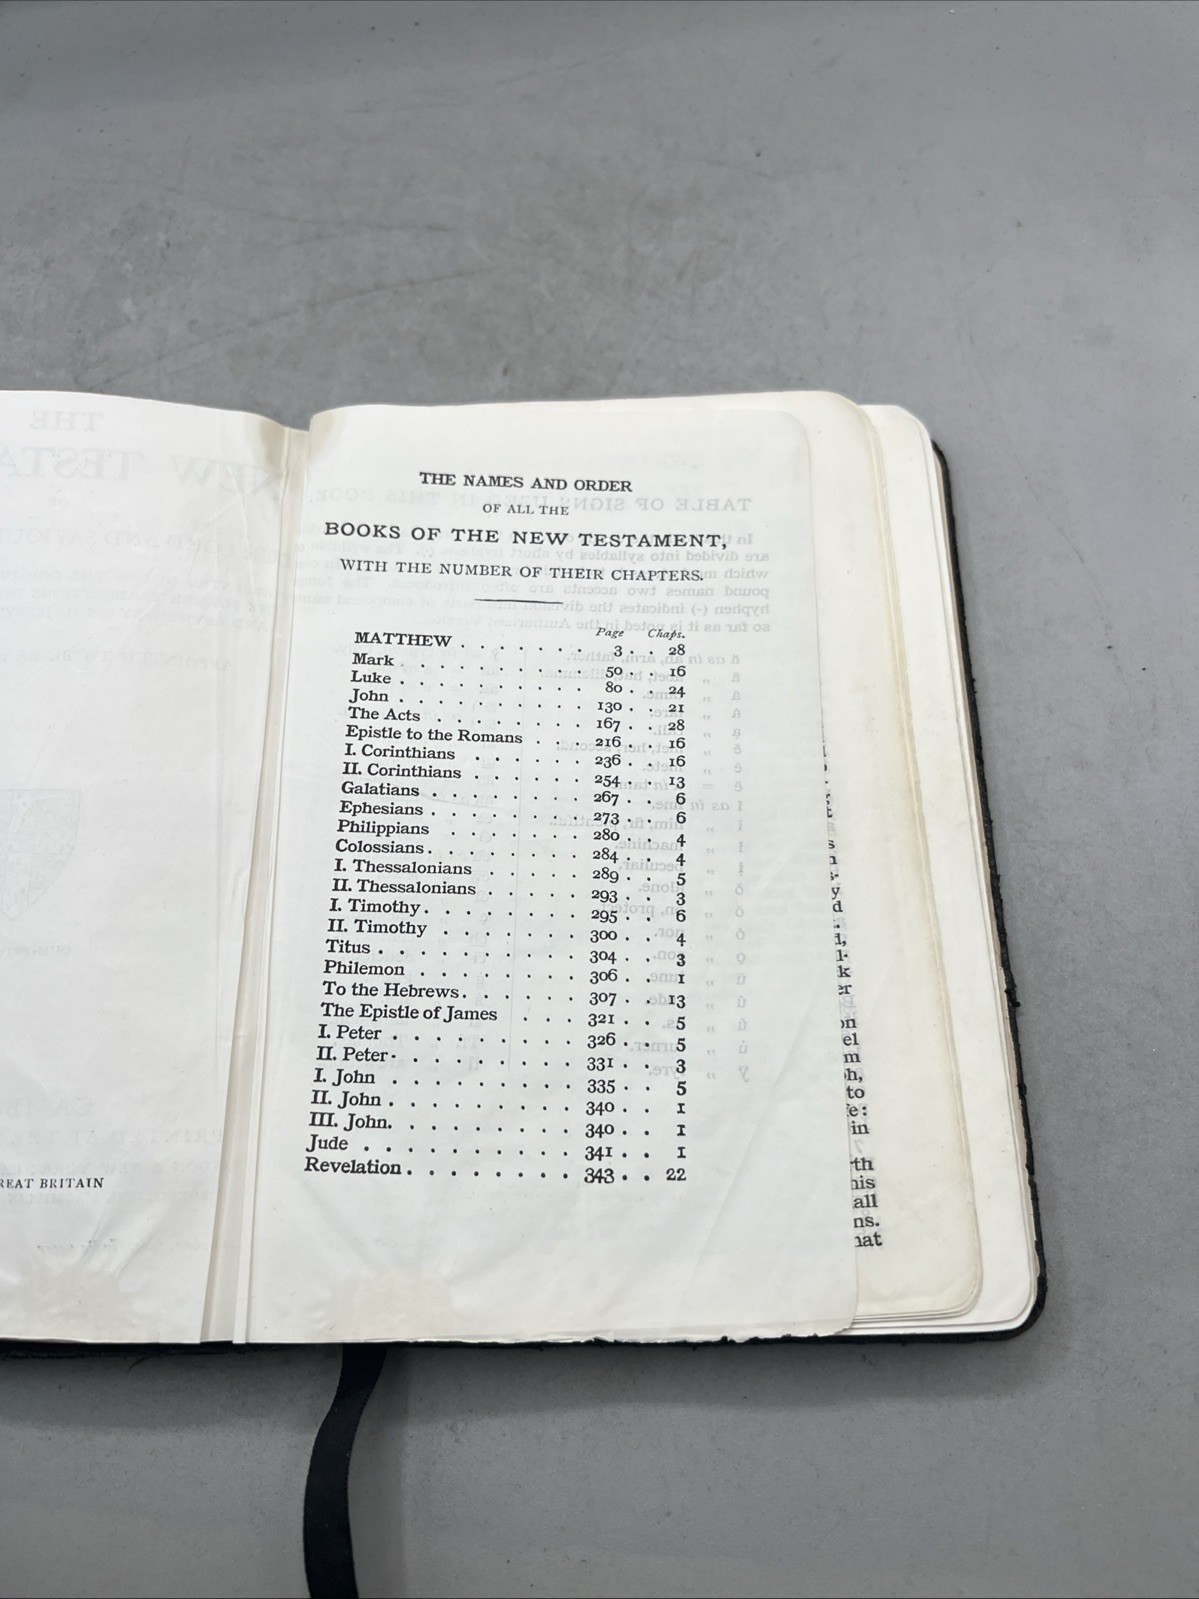 THE NAMES AND ORDER
OF ALL THE
BOOKS OF THE NEW TESTAMENT,
WITH THE NUMBER OF THEIR CHAPTERS.
Page Chaps.
MATTHEW . . . . . . . 3 . . 28
Mark . . . . . . . . . 50 . . 16
Luke . . . . . . . . . 80 . . 24
John . . . . . . . . . 130 . . 21
The Acts . . . . . . . . 167 . . 28
Epistle to the Romans . . . 216 . . 16
I. Corinthians . . . . . . 236 . . 16
II. Corinthians . . . . . . 254 . . 13
Galatians . . . . . . . . 267 . . 6
Ephesians . . . . . . . . 273 . . 6
Philippians . . . . . . . 280 . . 4
Colossians . . . . . . . . 284 . . 4
I. Thessalonians . . . . . 289 . . 5
II. Thessalonians . . . . . 293 . . 3
I. Timothy . . . . . . . . 295 . . 6
II. Timothy . . . . . . . 300 . . 4
Titus . . . . . . . . . . 304 . . 3
Philemon . . . . . . . . 306 . . 1
To the Hebrews . . . . . . 307 . . 13
The Epistle of James . . . 321 . . 5
I. Peter . . . . . . . . . 326 . . 5
II. Peter - . . . . . . . . 331 . . 3
I. John . . . . . . . . . 335 . . 5
II. John . . . . . . . . . 340 . . 1
III. John . . . . . . . . . 340 . . 1
Jude . . . . . . . . . . 341 . . 1
Revelation . . . . . . . . 343 . . 22
GREAT BRITAIN